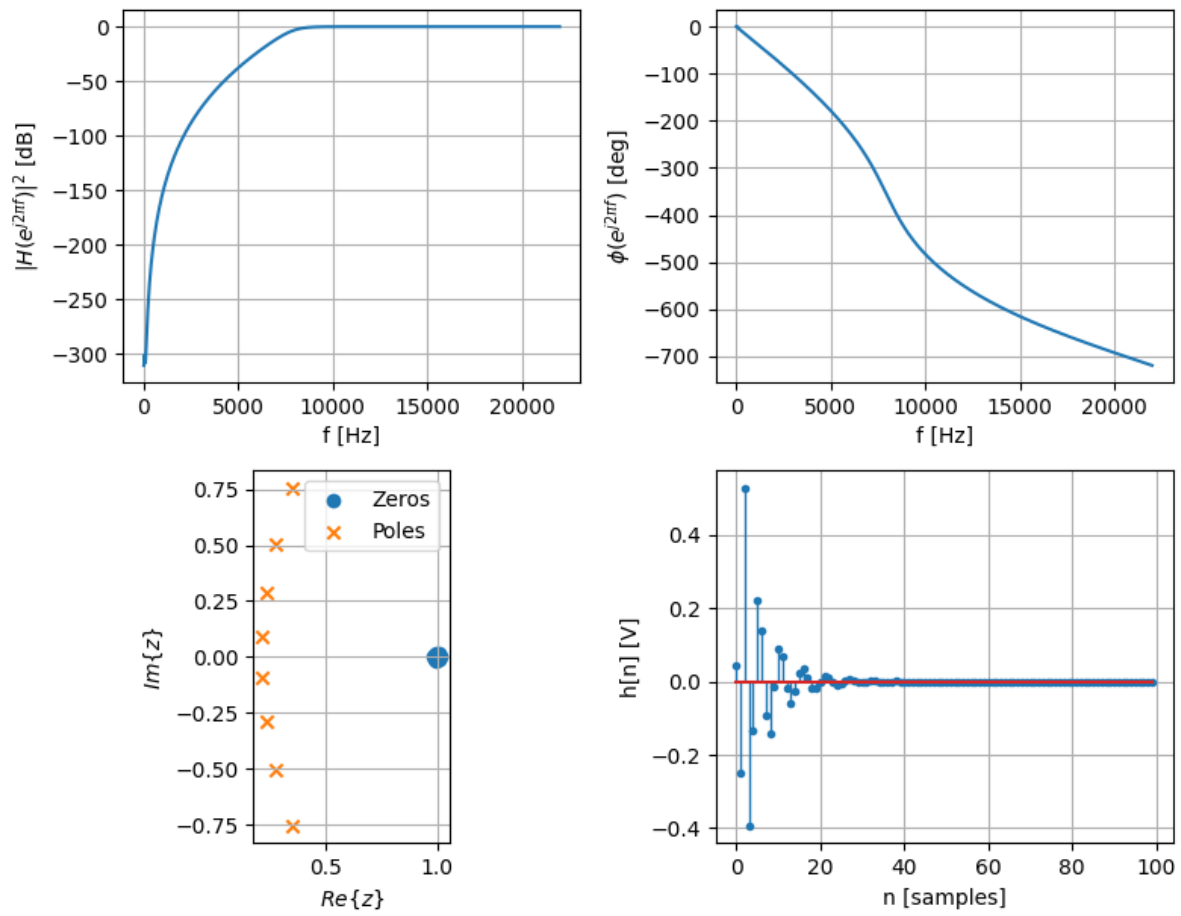 0
−50
−100
−150
−200
−250
−300
|H(e^{j2πf})|² [dB]
0 5000 10000 15000 20000
f [Hz]
0
−100
−200
−300
−400
−500
−600
−700
ϕ(e^{j2πf}) [deg]
0 5000 10000 15000 20000
f [Hz]
0.75
0.50
0.25
0.00
−0.25
−0.50
−0.75
Im{z}
Zeros
Poles
0.5 1.0
Re{z}
0.4
0.2
0.0
−0.2
−0.4
h[n] [V]
0 20 40 60 80 100
n [samples]